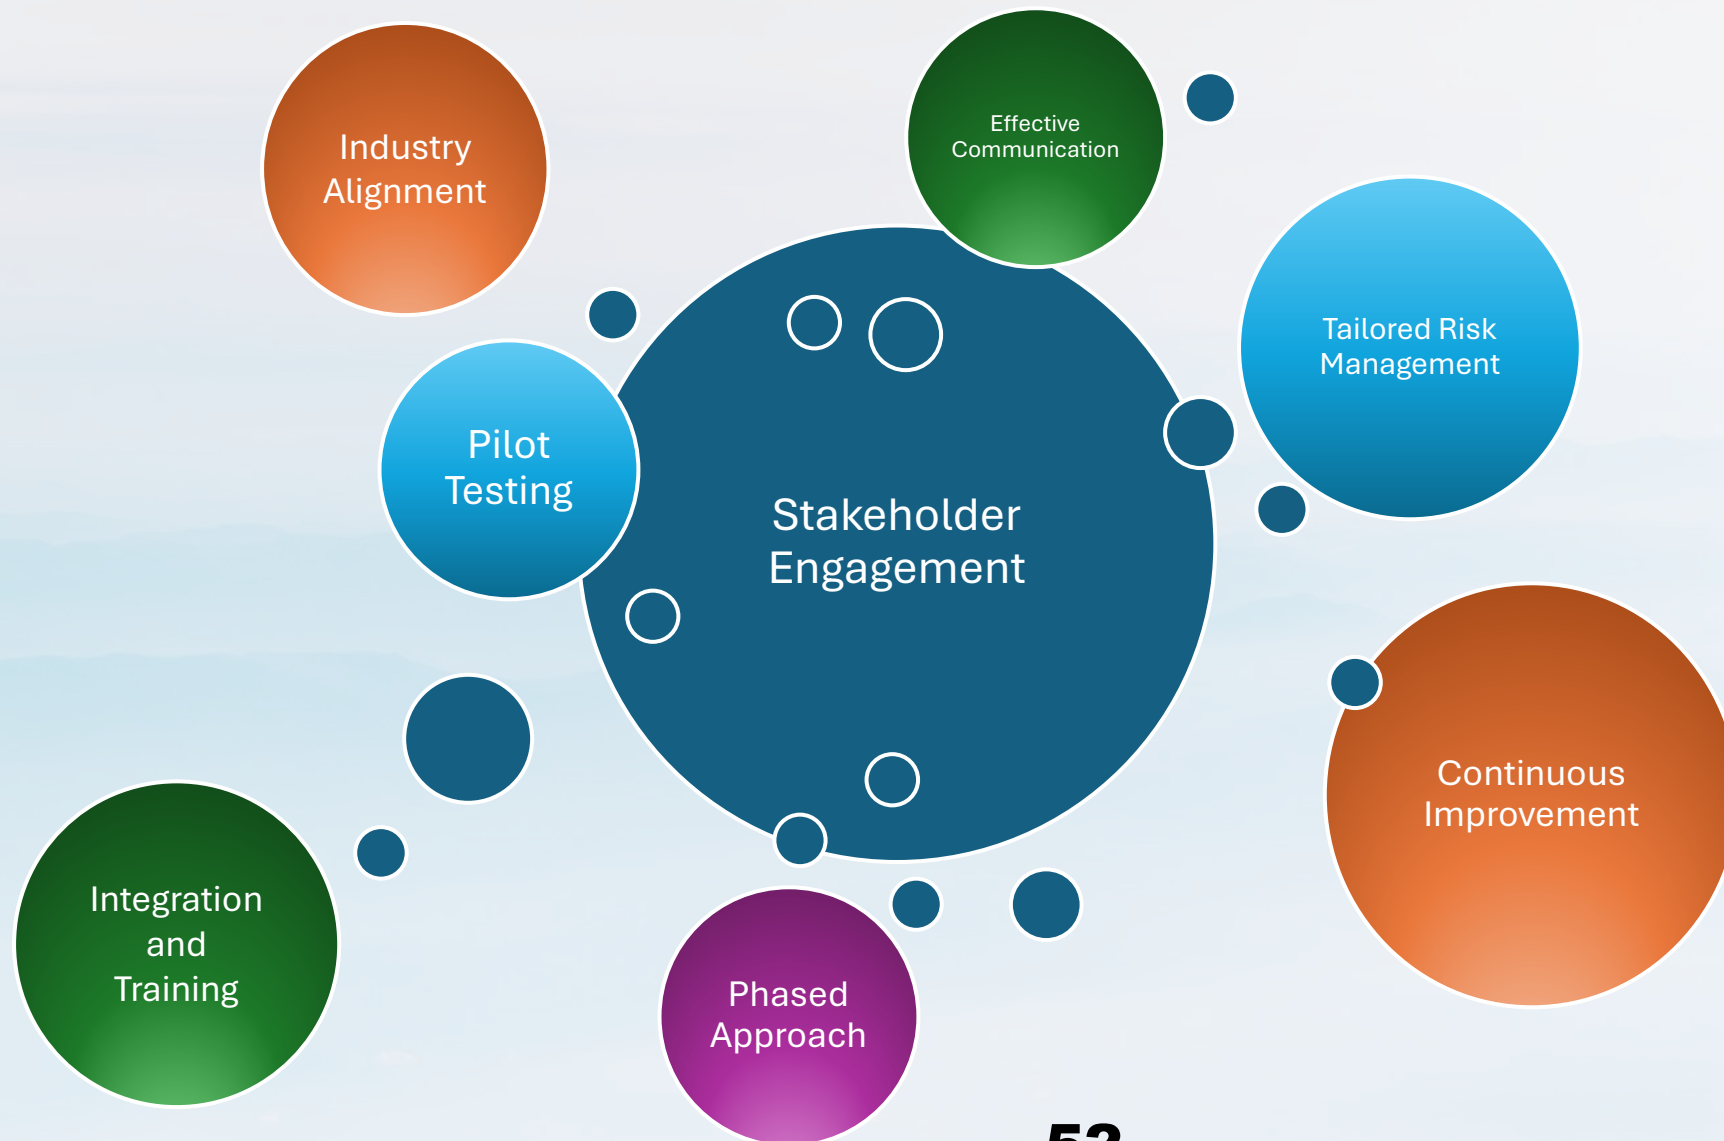 Effective
Communication
Industry
Alignment
Tailored Risk
Management
Pilot
Testing
Stakeholder
Engagement
Continuous
Improvement
Integration
and
Training
Phased
Approach